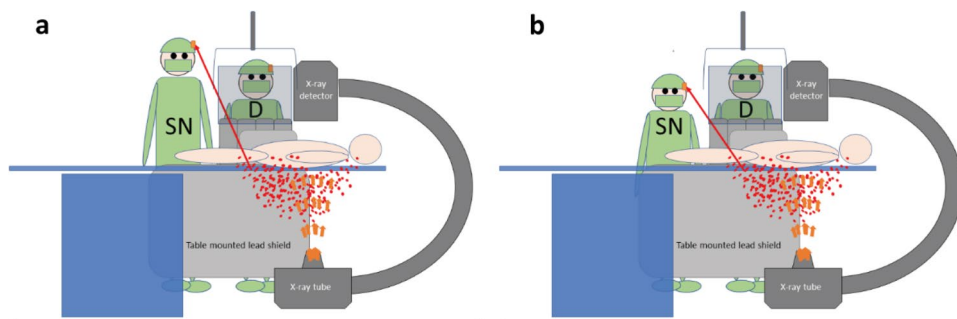 a
SN
D
X-ray
detector
Table mounted lead shield
X-ray tube
b
SN
D
X-ray
detector
Table mounted lead shield
X-ray tube